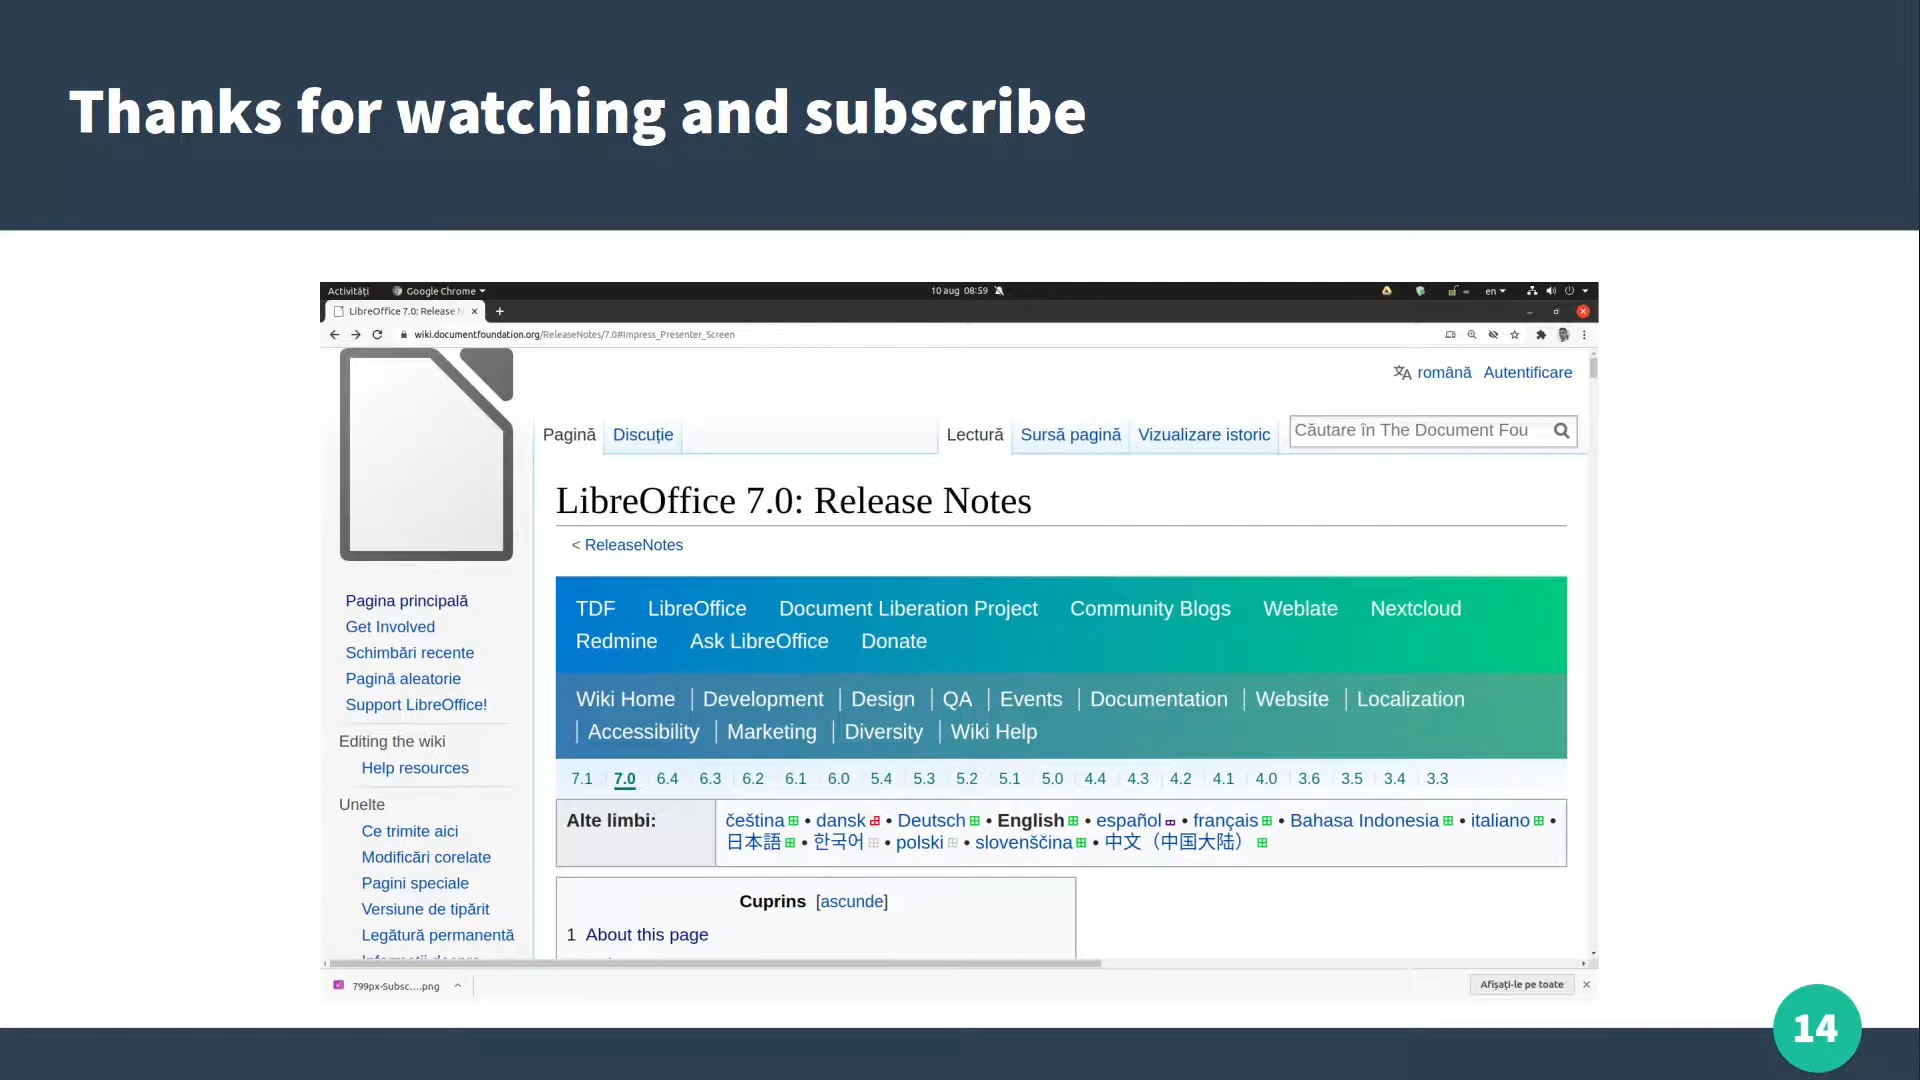 Thanks for watching and subscribe
Activități Google Chrome 10 aug 08:59 en
LibreOffice 7.0: Release N
wiki.documentfoundation.org/ReleaseNotes/7.0#Impress_Presenter_Screen
română Autentificare
Pagină Discuție Lectură Sursă pagină Vizualizare istoric Căutare în The Document Fou
LibreOffice 7.0: Release Notes
< ReleaseNotes
Pagina principală
Get Involved
Schimbări recente
Pagină aleatorie
Support LibreOffice!
Editing the wiki
Help resources
Unelte
Ce trimite aici
Modificări corelate
Pagini speciale
Versiune de tipărit
Legătură permanentă
TDF LibreOffice Document Liberation Project Community Blogs Weblate Nextcloud
Redmine Ask LibreOffice Donate
Wiki Home | Development | Design | QA | Events | Documentation | Website | Localization
| Accessibility | Marketing | Diversity | Wiki Help
7.1 7.0 6.4 6.3 6.2 6.1 6.0 5.4 5.3 5.2 5.1 5.0 4.4 4.3 4.2 4.1 4.0 3.6 3.5 3.4 3.3
Alte limbi: čeština • dansk • Deutsch • English • español • français • Bahasa Indonesia • italiano •
日本語 • 한국어 • polski • slovenščina • 中文（中国大陆）
Cuprins [ascunde]
1 About this page
799px-Subsc....png Afișați-le pe toate
14